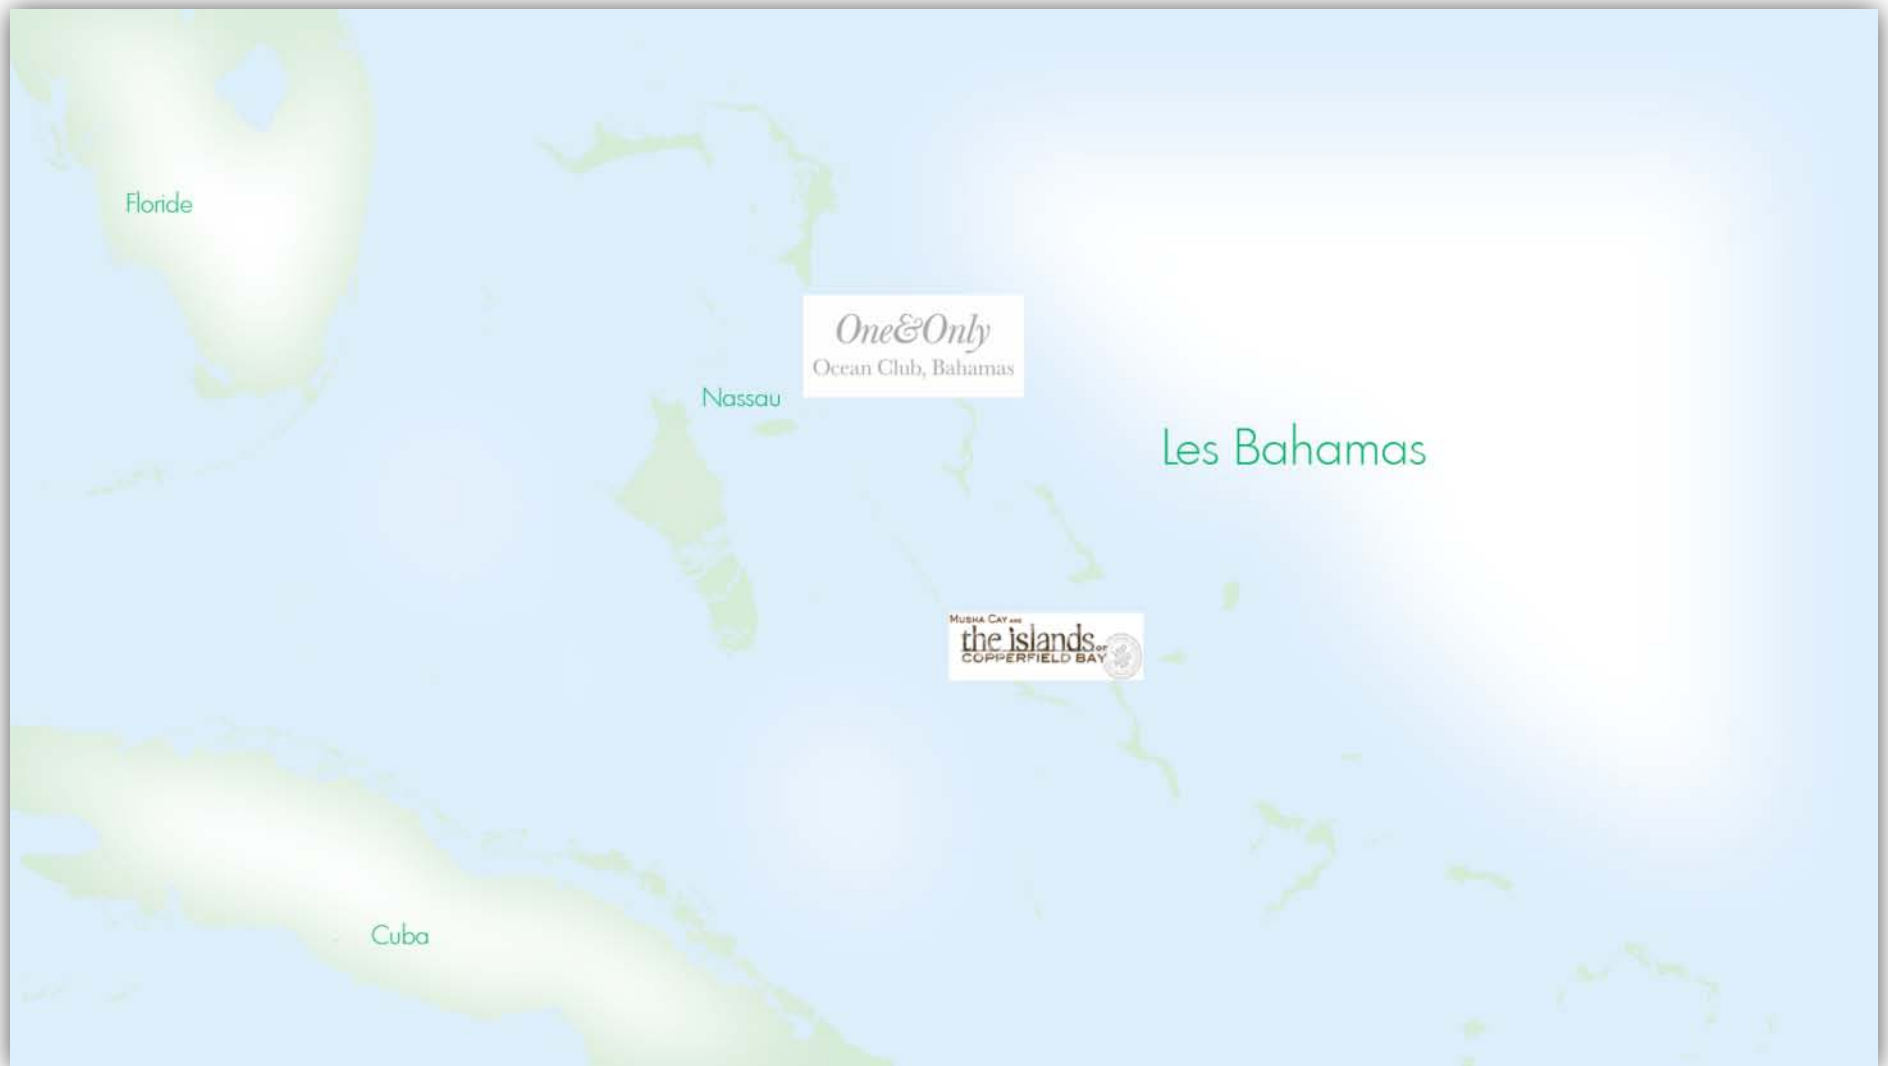 Floride
One&Only
Ocean Club, Bahamas
Nassau
Les Bahamas
MUSHA CAY AND
the islands OF
COPPERFIELD BAY
Cuba